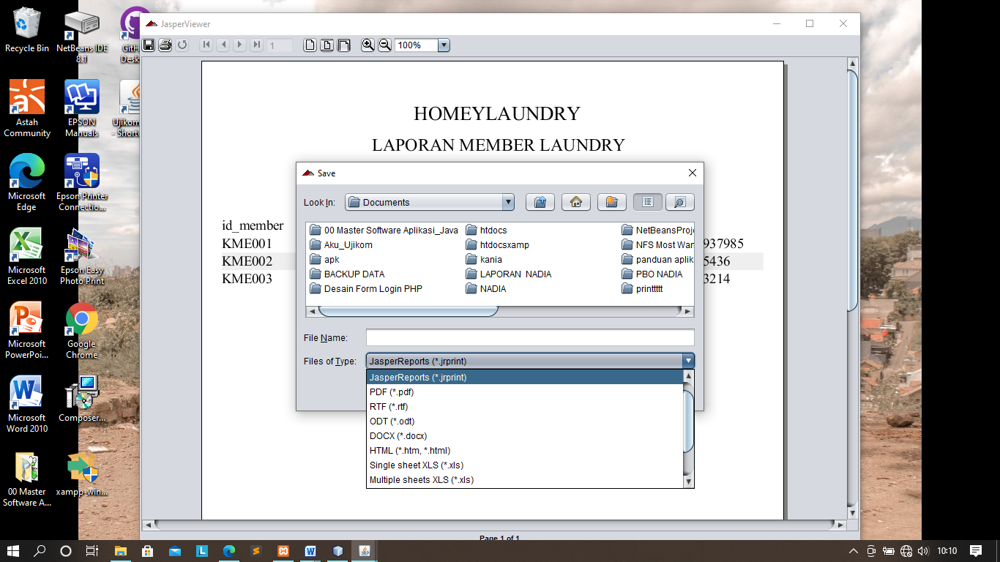 Recycle Bin
NetBeans IDE
8.1
GitH
Desk
Astah
Community
EPSON
Manuals
Ujikom
- Shorte
Microsoft
Edge
Epson Printer
Connectio...
Microsoft
Excel 2010
Epson Easy
Photo Print
Microsoft
PowerPoi...
Google
Chrome
Microsoft
Word 2010
Composer...
00 Master
Software A...
xampp-win...
JasperViewer
1
100%
HOMEYLAUNDRY
LAPORAN MEMBER LAUNDRY
id_member
KME001 937985
KME002 5436
KME003 3214
Save
Look In: Documents
00 Master Software Aplikasi_Java
Aku_Ujikom
apk
BACKUP DATA
Desain Form Login PHP
htdocs
htdocsxamp
kania
LAPORAN NADIA
NADIA
NetBeansProj
NFS Most Wan
panduan aplik
PBO NADIA
printtttt
File Name:
Files of Type: JasperReports (*.jrprint)
JasperReports (*.jrprint)
PDF (*.pdf)
RTF (*.rtf)
ODT (*.odt)
DOCX (*.docx)
HTML (*.htm, *.html)
Single sheet XLS (*.xls)
Multiple sheets XLS (*.xls)
Page 1 of 1
10:10